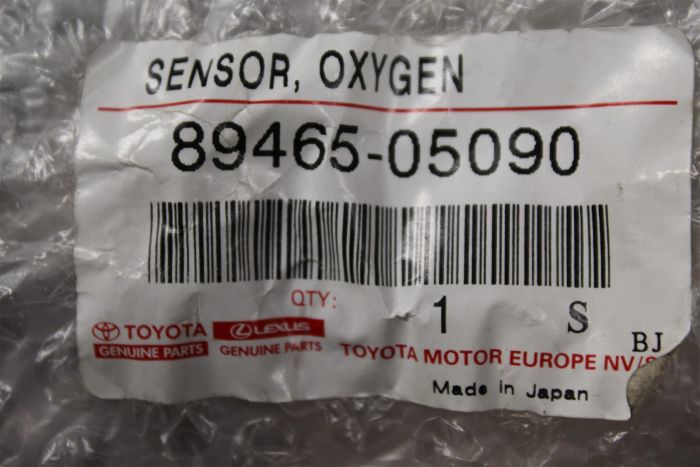 SENSOR, OXYGEN
89465-05090
QTY: 1 S
TOYOTA LEXUS
GENUINE PARTS GENUINE PARTS
BJ
TOYOTA MOTOR EUROPE NV/S
Made in Japan